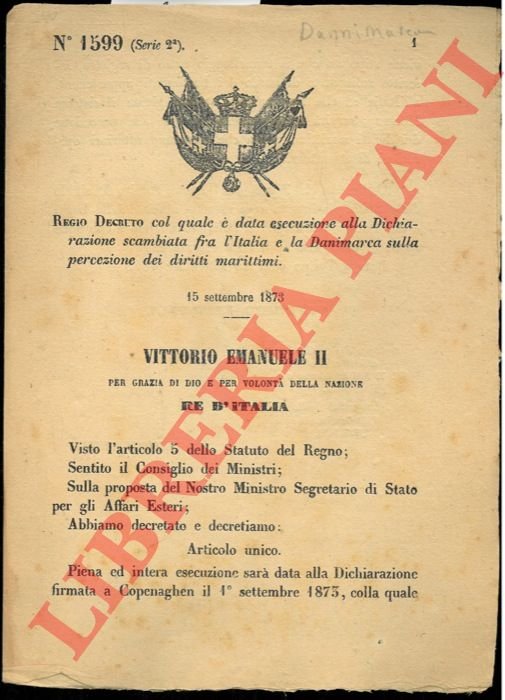 N° 1599 (Serie 2ª).
Danimarca
1
REGIO DECRETO col quale è data esecuzione alla Dichia-
razione scambiata fra l'Italia e la Danimarca sulla
percezione dei diritti marittimi.
15 settembre 1873
VITTORIO EMANUELE II
PER GRAZIA DI DIO E PER VOLONTÀ DELLA NAZIONE
RE D'ITALIA
Visto l'articolo 5 dello Statuto del Regno;
Sentito il Consiglio dei Ministri;
Sulla proposta del Nostro Ministro Segretario di Stato
per gli Affari Esteri;
Abbiamo decretato e decretiamo:
Articolo unico.
Piena ed intera esecuzione sarà data alla Dichiarazione
firmata a Copenaghen il 1° settembre 1873, colla quale
LIBRERIA PIANI